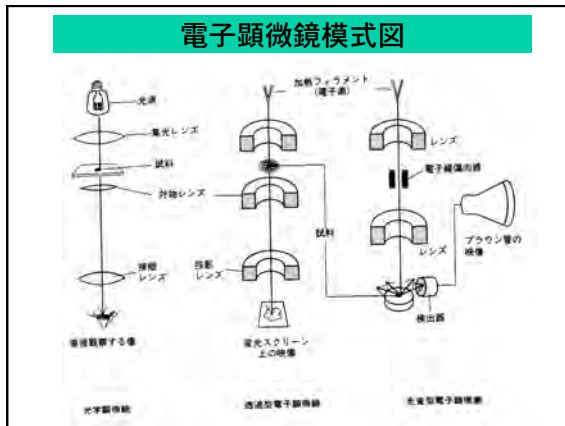 電子顕微鏡模式図
光源
集光レンズ
試料
対物レンズ
接眼
レンズ
直接観察する像
光学顕微鏡
加熱フィラメント
(電子源)
投影
レンズ
蛍光スクリーン
上の映像
透過型電子顕微鏡
試料
レンズ
電子線偏向器
レンズ
ブラウン管の
映像
検出器
走査型電子顕微鏡